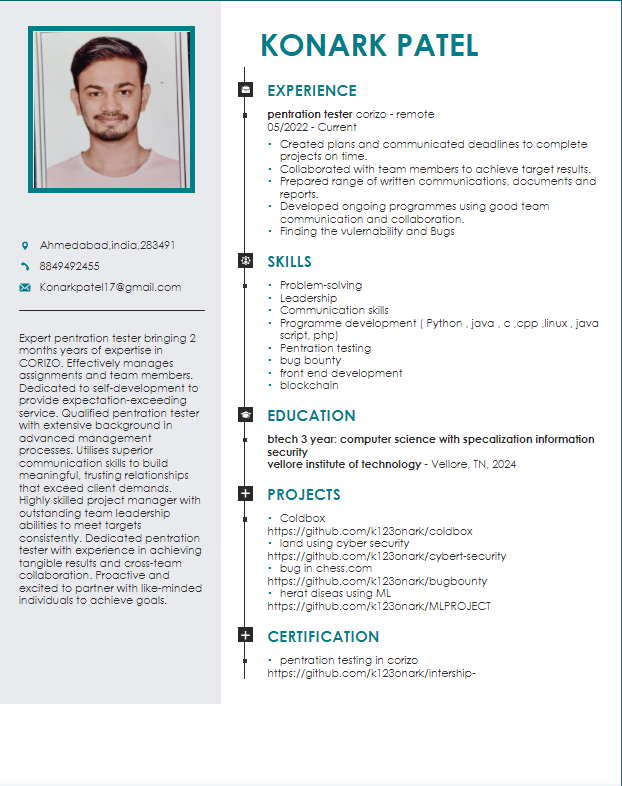 KONARK PATEL
EXPERIENCE
pentration tester corizo - remote
05/2022 - Current
• Created plans and communicated deadlines to complete
projects on time.
• Collaborated with team members to achieve target results.
• Prepared range of written communications, documents and
reports.
• Developed ongoing programmes using good team
communication and collaboration.
• Finding the vulernability and Bugs
SKILLS
• Problem-solving
• Leadership
• Communication skills
• Programme development ( Python , java , c ,cpp ,linux , java
script, php)
• Pentration testing
• bug bounty
• front end development
• blockchain
EDUCATION
btech 3 year: computer science with specalization information
security
vellore institute of technology - Vellore, TN, 2024
PROJECTS
• Coldbox
https://github.com/k123onark/coldbox
• land using cyber security
https://github.com/k123onark/cybert-security
• bug in chess.com
https://github.com/k123onark/bugbounty
• herat diseas using ML
https://github.com/k123onark/MLPROJECT
CERTIFICATION
• pentration testing in corizo
https://github.com/k123onark/intership-
Ahmedabad,india,283491
8849492455
Konarkpatel17@gmail.com
Expert pentration tester bringing 2
months years of expertise in
CORIZO. Effectively manages
assignments and team members.
Dedicated to self-development to
provide expectation-exceeding
service. Qualified pentration tester
with extensive background in
advanced management
processes. Utilises superior
communication skills to build
meaningful, trusting relationships
that exceed client demands.
Highly skilled project manager with
outstanding team leadership
abilities to meet targets
consistently. Dedicated pentration
tester with experience in achieving
tangible results and cross-team
collaboration. Proactive and
excited to partner with like-minded
individuals to achieve goals.